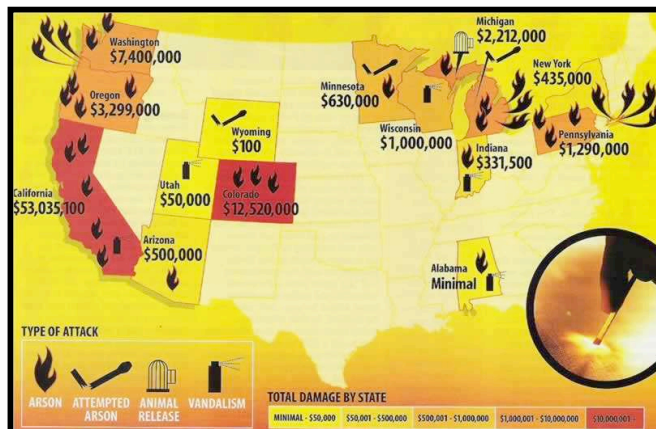 Michigan
$2,212,000
Washington
$7,400,000
New York
$435,000
Oregon
$3,299,000
Minnesota
$630,000
Wyoming
$100
Wisconsin
$1,000,000
Pennsylvania
$1,290,000
Indiana
$331,500
California
$53,035,100
Utah
$50,000
Colorado
$12,520,000
Arizona
$500,000
Alabama
Minimal
TYPE OF ATTACK
ARSON
ATTEMPTED
ARSON
ANIMAL
RELEASE
VANDALISM
TOTAL DAMAGE BY STATE
MINIMAL - $50,000
$50,001 - $500,000
$500,001 - $1,000,000
$1,000,001 - $10,000,000
$10,000,001 +